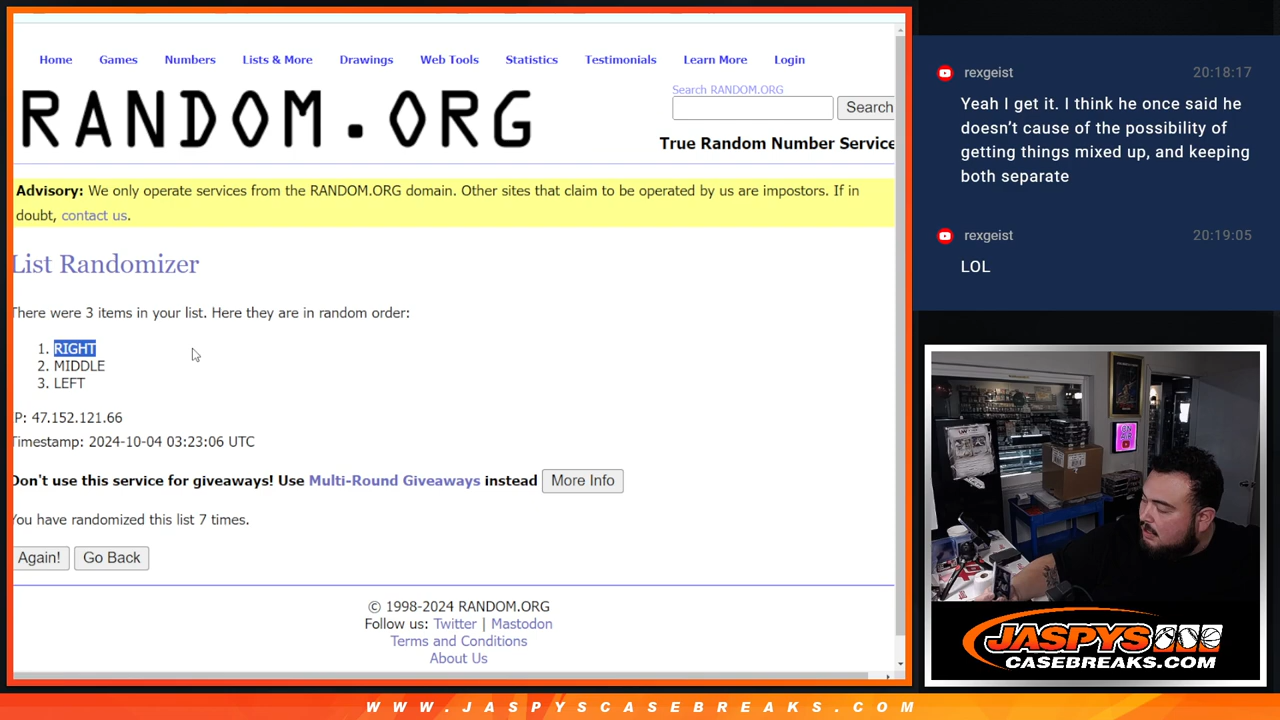 Home Games Numbers Lists & More Drawings Web Tools Statistics Testimonials Learn More Login
RANDOM.ORG
Search RANDOM.ORG
Search
True Random Number Service
Advisory: We only operate services from the RANDOM.ORG domain. Other sites that claim to be operated by us are impostors. If in
doubt, contact us.
List Randomizer
There were 3 items in your list. Here they are in random order:
1. RIGHT
2. MIDDLE
3. LEFT
P: 47.152.121.66
Timestamp: 2024-10-04 03:23:06 UTC
Don't use this service for giveaways! Use Multi-Round Giveaways instead More Info
You have randomized this list 7 times.
Again! Go Back
© 1998-2024 RANDOM.ORG
Follow us: Twitter | Mastodon
Terms and Conditions
About Us
rexgeist 20:18:17
Yeah I get it. I think he once said he
doesn't cause of the possibility of
getting things mixed up, and keeping
both separate
rexgeist 20:19:05
LOL
ON
AIR
JASPYS
CASEBREAKS.COM
WWW.JASPYSCASEBREAKS.COM